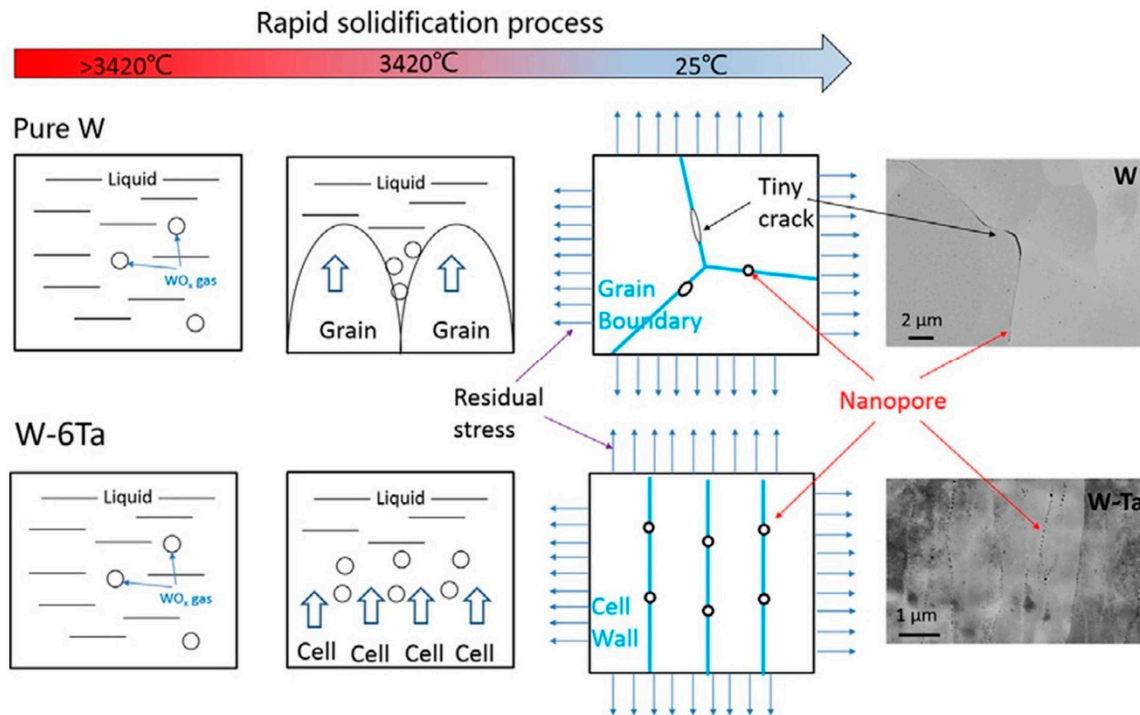 Rapid solidification process
>3420℃
3420℃
25℃
Pure W
Liquid
WOₓ gas
Liquid
Grain
Grain
Grain
Boundary
Tiny
crack
W
2 μm
Residual
stress
Nanopore
W-6Ta
Liquid
WOₓ gas
Liquid
Cell
Cell
Cell
Cell
Cell
Wall
W-Ta
1 μm